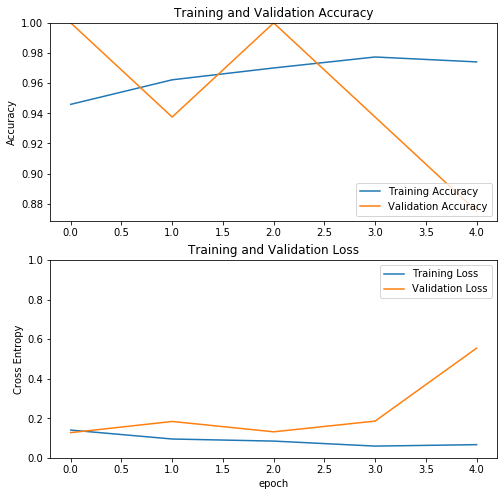 Training and Validation Accuracy
1.00
0.98
0.96
0.94
0.92
0.90
0.88
Accuracy
Training Accuracy
Validation Accuracy
0.0 0.5 1.0 1.5 2.0 2.5 3.0 3.5 4.0
Training and Validation Loss
1.0
0.8
0.6
0.4
0.2
0.0
Cross Entropy
Training Loss
Validation Loss
0.0 0.5 1.0 1.5 2.0 2.5 3.0 3.5 4.0
epoch